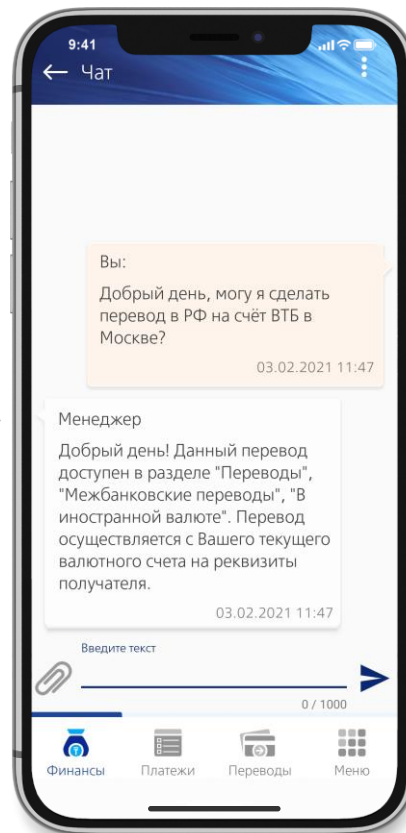 9:41
Чат
Вы:
Добрый день, могу я сделать
перевод в РФ на счёт ВТБ в
Москве?
03.02.2021 11:47
Менеджер
Добрый день! Данный перевод
доступен в разделе "Переводы",
"Межбанковские переводы", "В
иностранной валюте". Перевод
осуществляется с Вашего текущего
валютного счета на реквизиты
получателя.
03.02.2021 11:47
Введите текст
0 / 1000
Финансы Платежи Переводы Меню